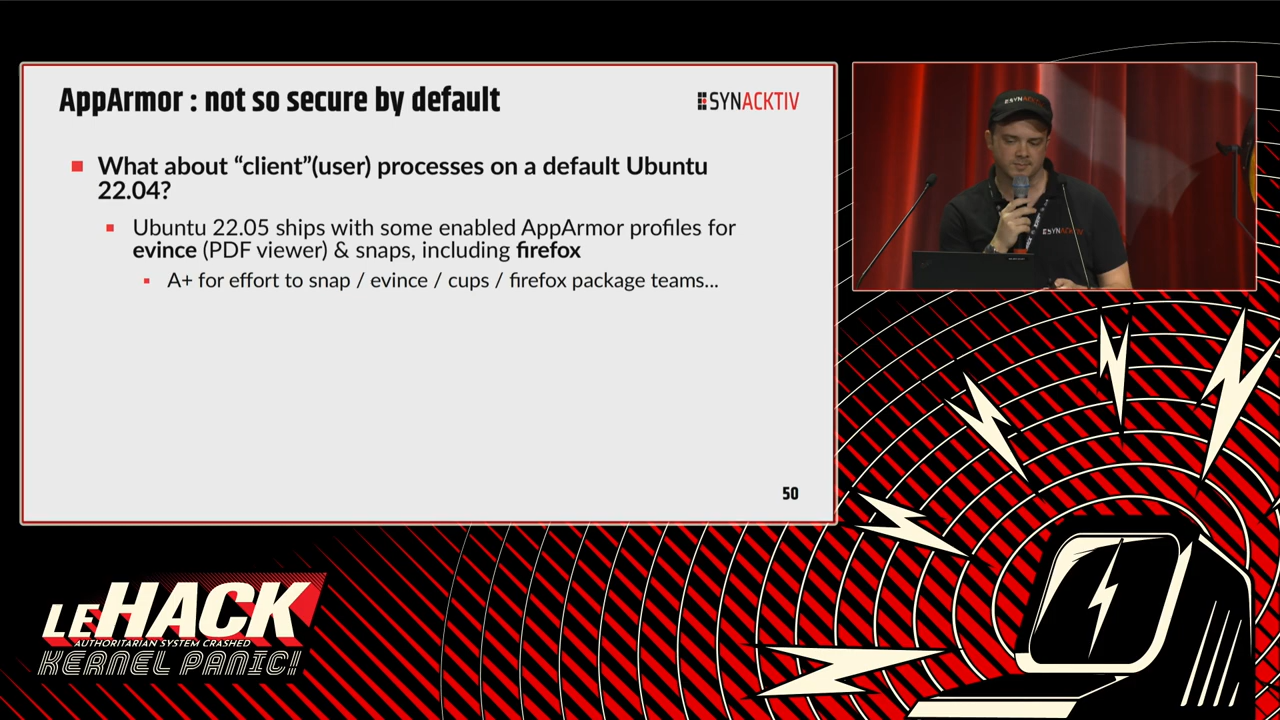 AppArmor : not so secure by default
SYNACKTIV
What about “client”(user) processes on a default Ubuntu
22.04?
Ubuntu 22.05 ships with some enabled AppArmor profiles for
evince (PDF viewer) & snaps, including firefox
A+ for effort to snap / evince / cups / firefox package teams...
50
SYNACKTIV
LEHACK
AUTHORITARIAN SYSTEM CRASHED
KERNEL PANIC!